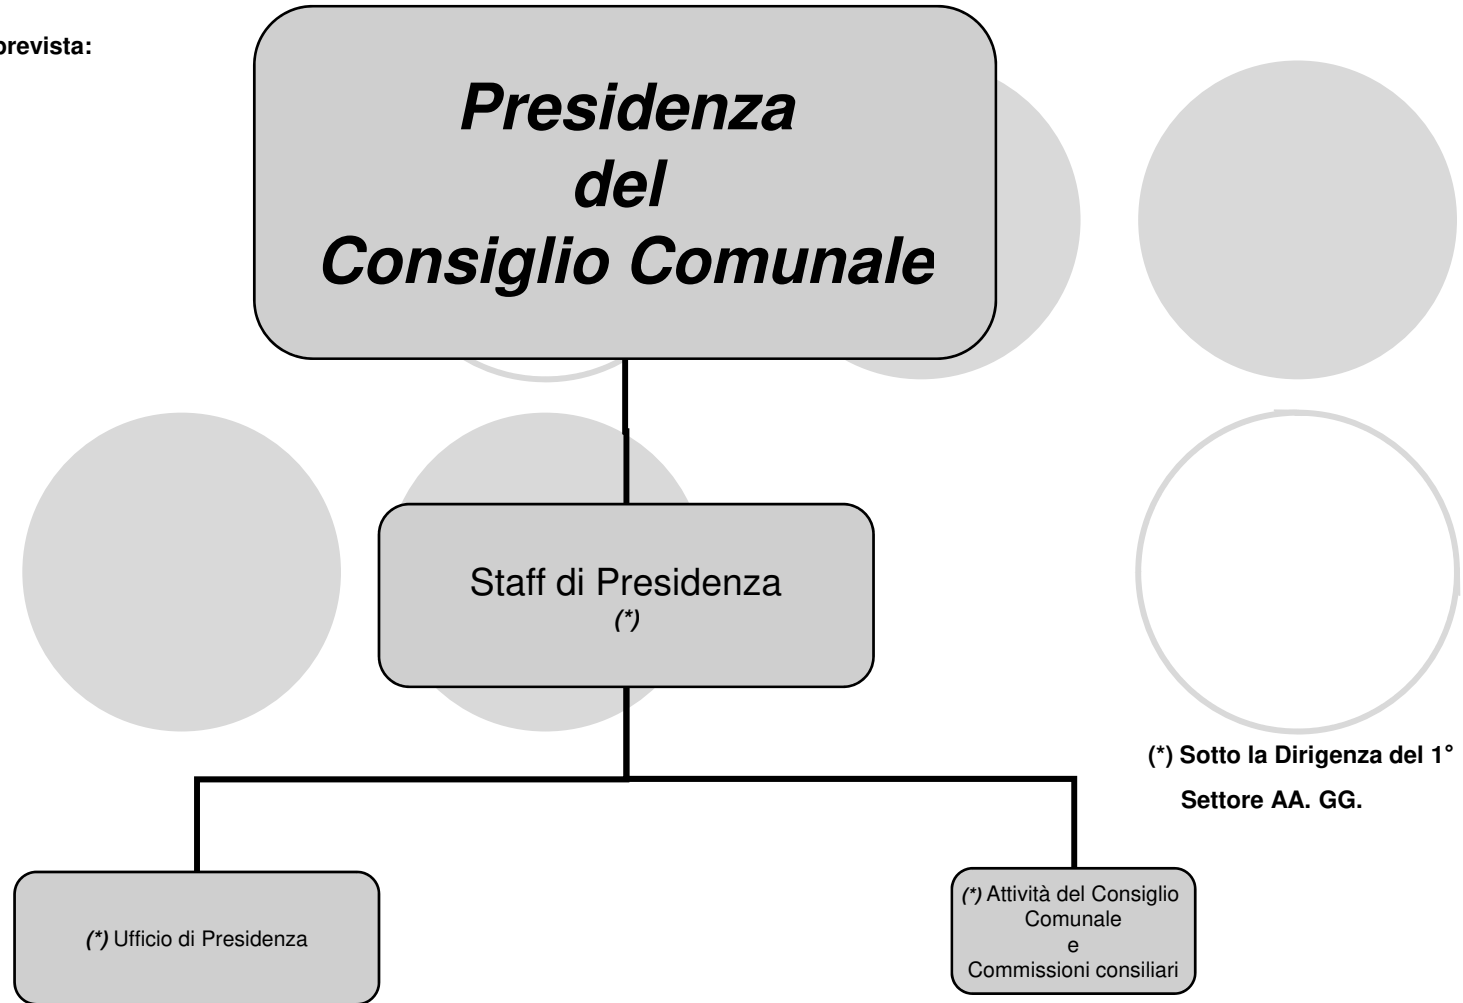 prevista:
Presidenza
del
Consiglio Comunale
Staff di Presidenza
(*)
(*) Sotto la Dirigenza del 1°
Settore AA. GG.
(*) Ufficio di Presidenza
(*) Attività del Consiglio
Comunale
e
Commissioni consiliari